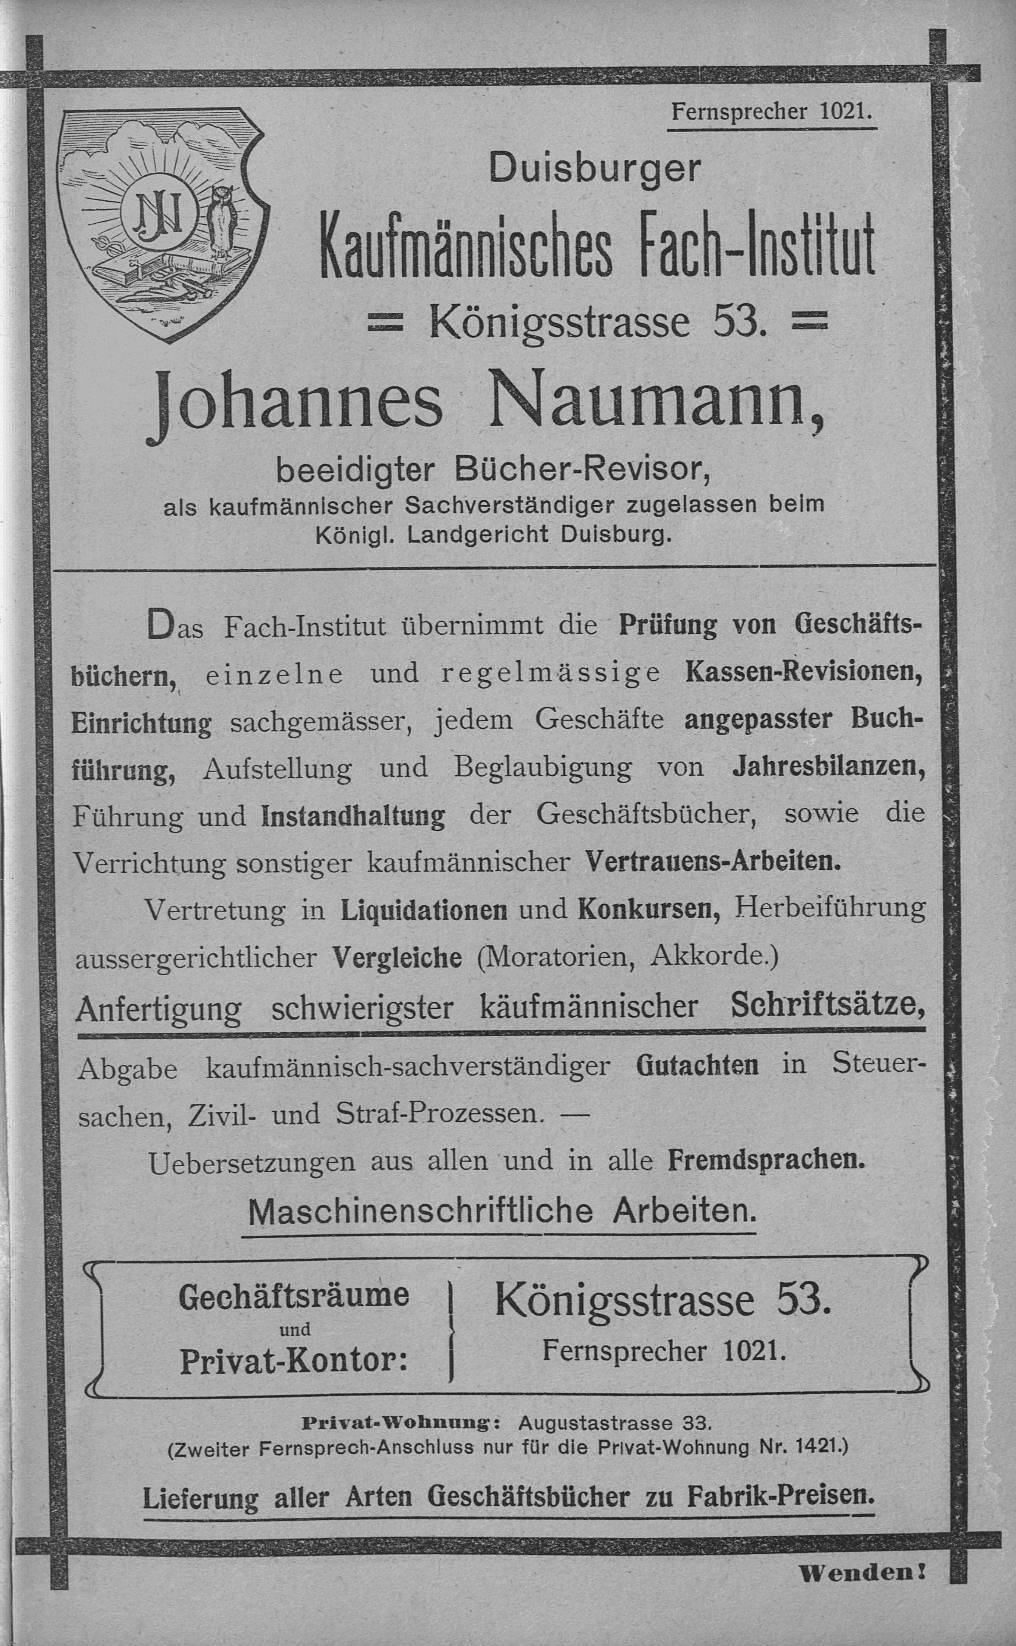 Fernsprecher 1021.
JN
Duisburger
Kaufmännisches Fach-Institut
= Königsstrasse 53. =
Johannes Naumann,
beeidigter Bücher-Revisor,
als kaufmännischer Sachverständiger zugelassen beim
Königl. Landgericht Duisburg.
Das Fach-Institut übernimmt die Prüfung von Geschäfts-
büchern, einzelne und regelmässige Kassen-Revisionen,
Einrichtung sachgemässer, jedem Geschäfte angepasster Buch-
führung, Aufstellung und Beglaubigung von Jahresbilanzen,
Führung und Instandhaltung der Geschäftsbücher, sowie die
Verrichtung sonstiger kaufmännischer Vertrauens-Arbeiten.
Vertretung in Liquidationen und Konkursen, Herbeiführung
aussergerichtlicher Vergleiche (Moratorien, Akkorde.)
Anfertigung schwierigster käufmännischer Schriftsätze,
Abgabe kaufmännisch-sachverständiger Gutachten in Steuer-
sachen, Zivil- und Straf-Prozessen. —
Uebersetzungen aus allen und in alle Fremdsprachen.
Maschinenschriftliche Arbeiten.
Gechäftsräume
und
Privat-Kontor:
Königsstrasse 53.
Fernsprecher 1021.
Privat-Wohnung: Augustastrasse 33.
(Zweiter Fernsprech-Anschluss nur für die Privat-Wohnung Nr. 1421.)
Lieferung aller Arten Geschäftsbücher zu Fabrik-Preisen.
Wenden!